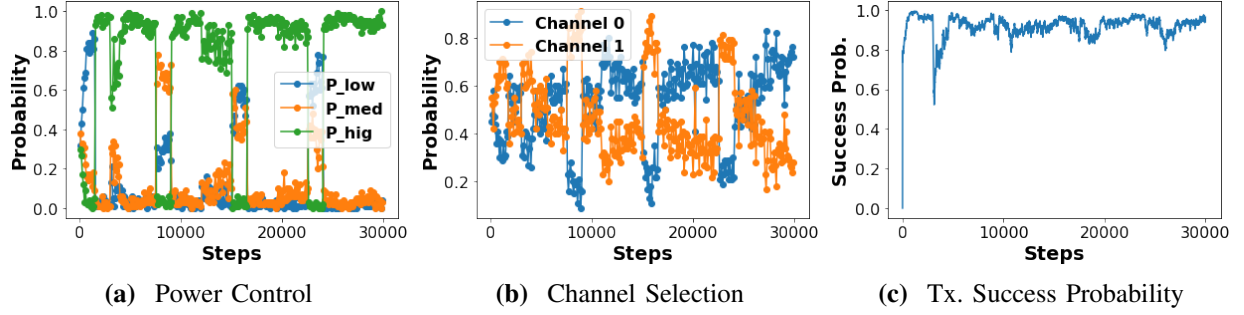 Probability
1.0
0.8
0.6
0.4
0.2
0.0
P_low
P_med
P_hig
0 10000 20000 30000
Steps
(a) Power Control
Probability
0.8
0.6
0.4
0.2
Channel 0
Channel 1
0 10000 20000 30000
Steps
(b) Channel Selection
Success Prob.
1.0
0.8
0.6
0.4
0.2
0.0
0 10000 20000 30000
Steps
(c) Tx. Success Probability